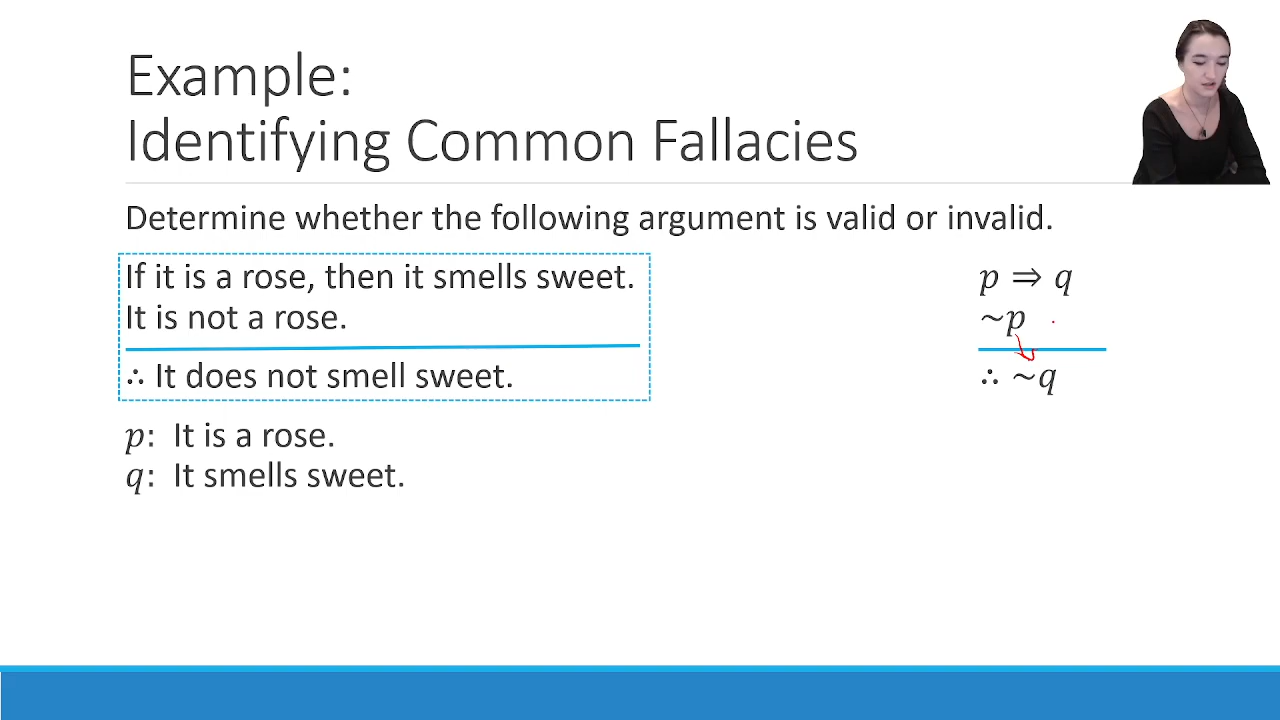 Example:
Identifying Common Fallacies
Determine whether the following argument is valid or invalid.
If it is a rose, then it smells sweet.
It is not a rose.
∴ It does not smell sweet.
p: It is a rose.
q: It smells sweet.
p ⇒ q
~p
∴ ~q